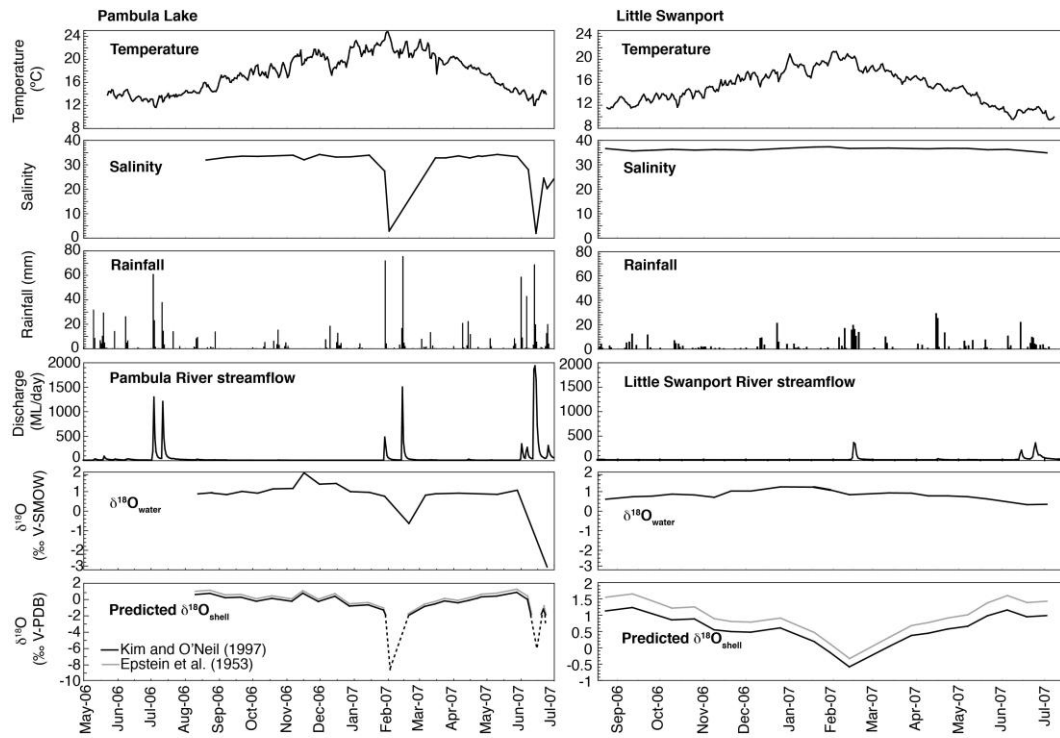 Pambula Lake
Little Swanport
Temperature (ºC)
24
20
16
12
8
Temperature
24
20
16
12
8
Temperature
Salinity
40
30
20
10
0
Salinity
40
30
20
10
0
Salinity
Rainfall (mm)
80
60
40
20
0
Rainfall
80
60
40
20
0
Rainfall
Discharge (ML/day)
2000
1500
1000
500
0
Pambula River streamflow
2000
1500
1000
500
0
Little Swanport River streamflow
δ18O (‰ V-SMOW)
2
1
0
-1
-2
-3
δ18Owater
2
1
0
-1
-2
-3
δ18Owater
δ18O (‰ V-PDB)
2
0
-2
-4
-6
-8
-10
Predicted δ18Oshell
Kim and O’Neil (1997)
Epstein et al. (1953)
2
1.5
1
0.5
0
-0.5
-1
Predicted δ18Oshell
May-06
Jun-06
Jul-06
Aug-06
Sep-06
Oct-06
Nov-06
Dec-06
Jan-07
Feb-07
Mar-07
Apr-07
May-07
Jun-07
Jul-07
Sep-06
Oct-06
Nov-06
Dec-06
Jan-07
Feb-07
Mar-07
Apr-07
May-07
Jun-07
Jul-07